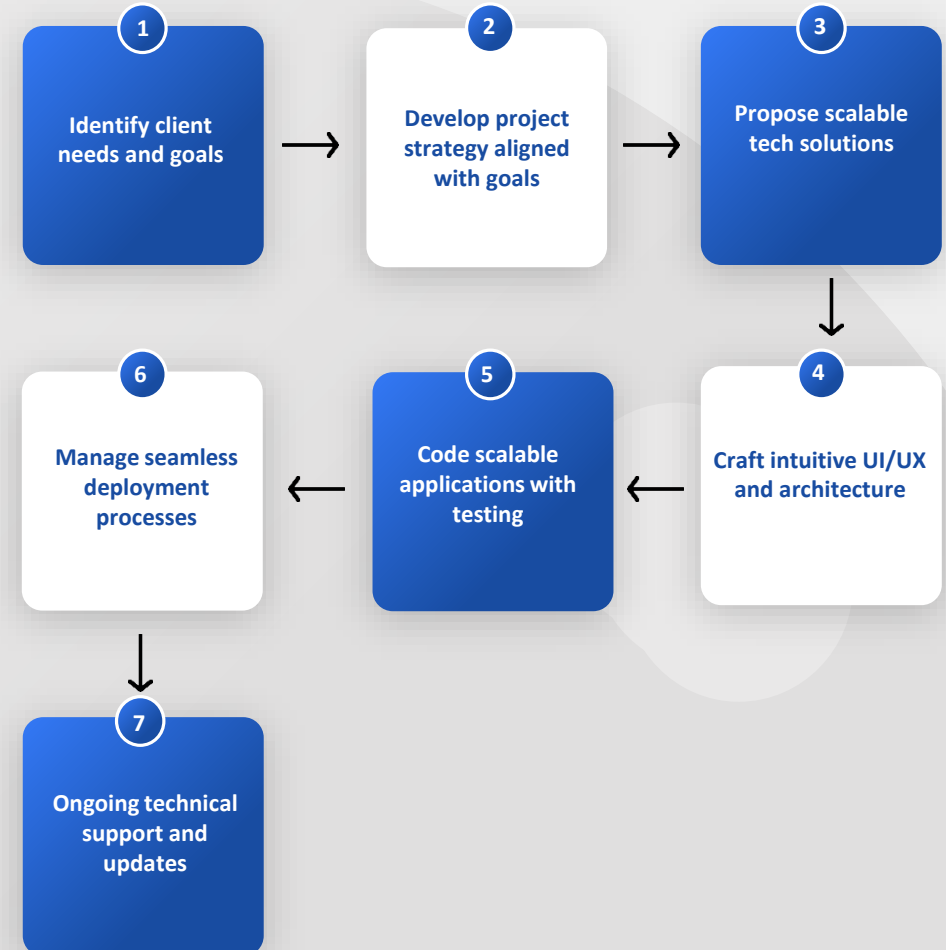 1
Identify client
needs and goals
2
Develop project
strategy aligned
with goals
3
Propose scalable
tech solutions
4
Craft intuitive UI/UX
and architecture
5
Code scalable
applications with
testing
6
Manage seamless
deployment
processes
7
Ongoing technical
support and
updates